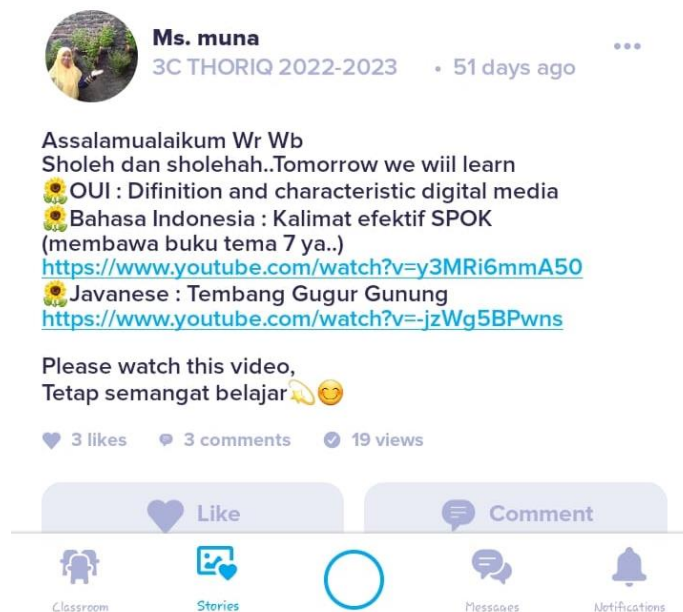 Ms. muna
3C THORIQ 2022-2023 • 51 days ago
Assalamualaikum Wr Wb
Sholeh dan sholehah..Tomorrow we wiil learn
🌻OUI : Difinition and characteristic digital media
🌻Bahasa Indonesia : Kalimat efektif SPOK
(membawa buku tema 7 ya..)
https://www.youtube.com/watch?v=y3MRi6mmA50
🌻Javanese : Tembang Gugur Gunung
https://www.youtube.com/watch?v=-jzWg5BPwns
Please watch this video,
Tetap semangat belajar💫😊
3 likes 3 comments 19 views
Like Comment
Classroom Stories Messages Notifications